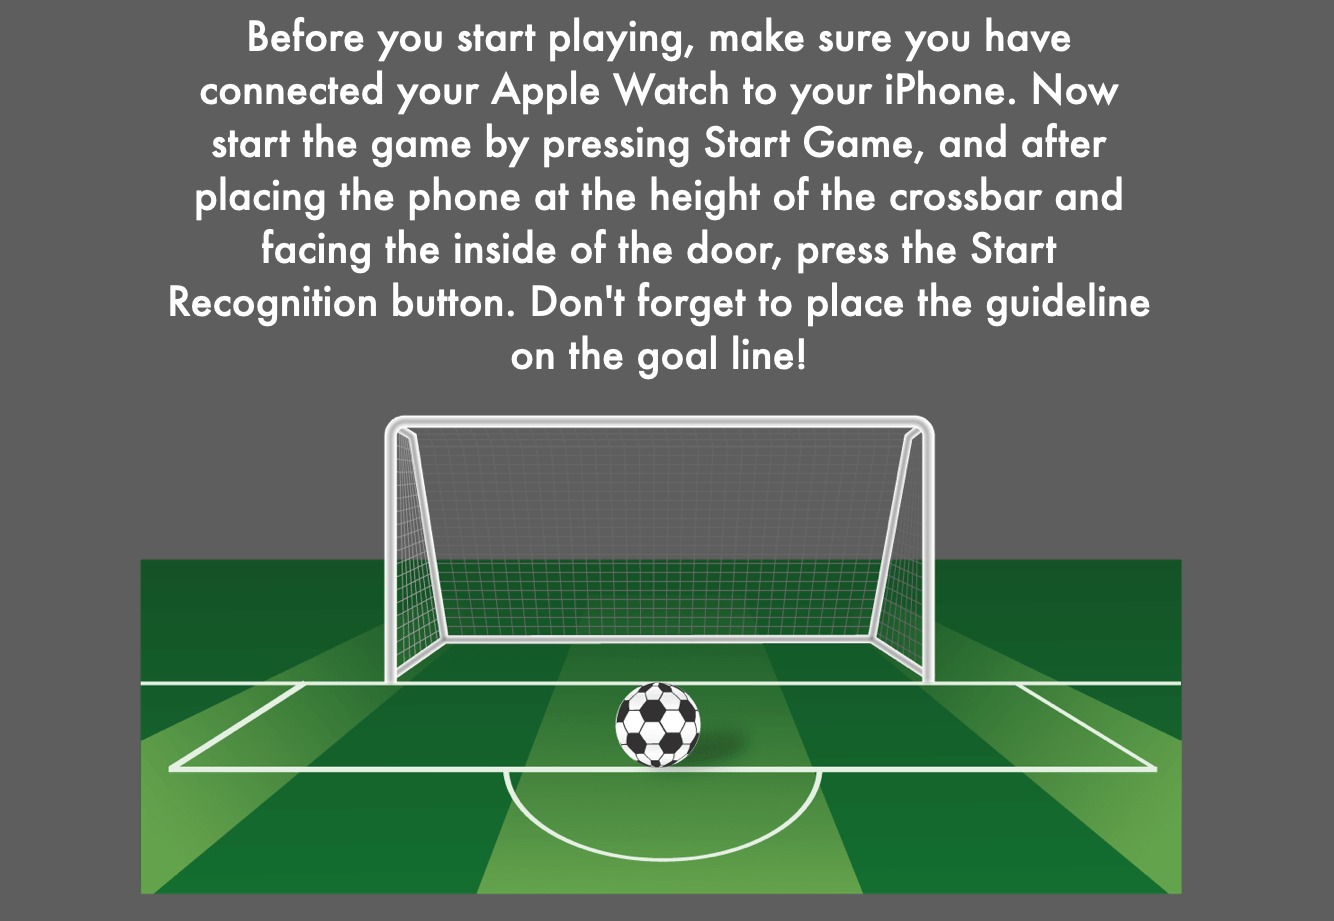 Before you start playing, make sure you have
connected your Apple Watch to your iPhone. Now
start the game by pressing Start Game, and after
placing the phone at the height of the crossbar and
facing the inside of the door, press the Start
Recognition button. Don't forget to place the guideline
on the goal line!